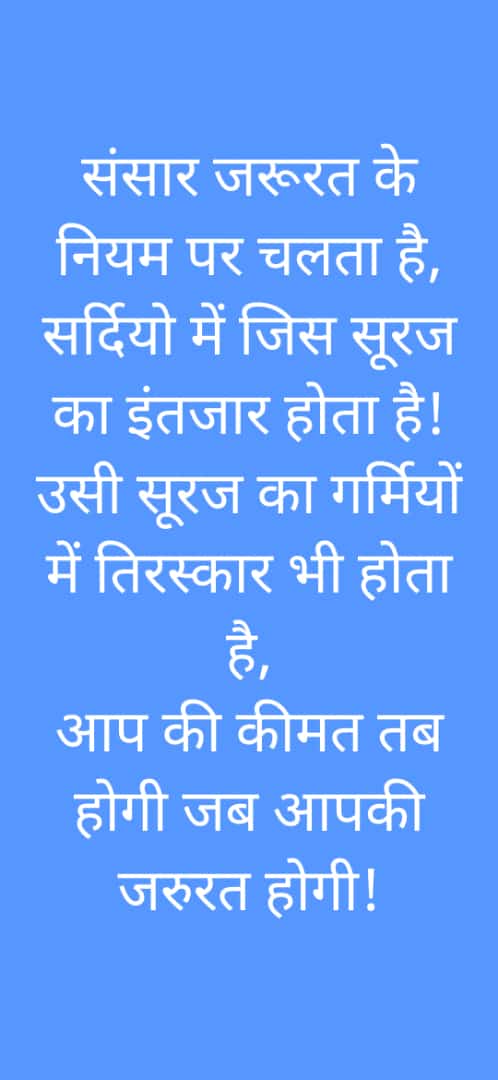 संसार जरूरत के
नियम पर चलता है,
सर्दियो में जिस सूरज
का इंतजार होता है!
उसी सूरज का गर्मियों
में तिरस्कार भी होता
है,
आप की कीमत तब
होगी जब आपकी
जरुरत होगी!